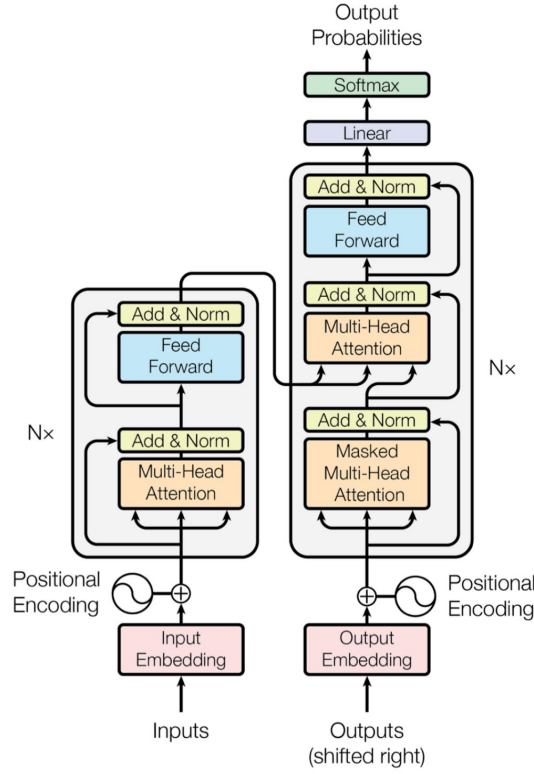 Output
Probabilities
Softmax
Linear
Add & Norm
Feed
Forward
Add & Norm
Multi-Head
Attention
Add & Norm
Masked
Multi-Head
Attention
N×
Add & Norm
Feed
Forward
Add & Norm
Multi-Head
Attention
N×
Positional
Encoding
Positional
Encoding
Input
Embedding
Output
Embedding
Inputs
Outputs
(shifted right)